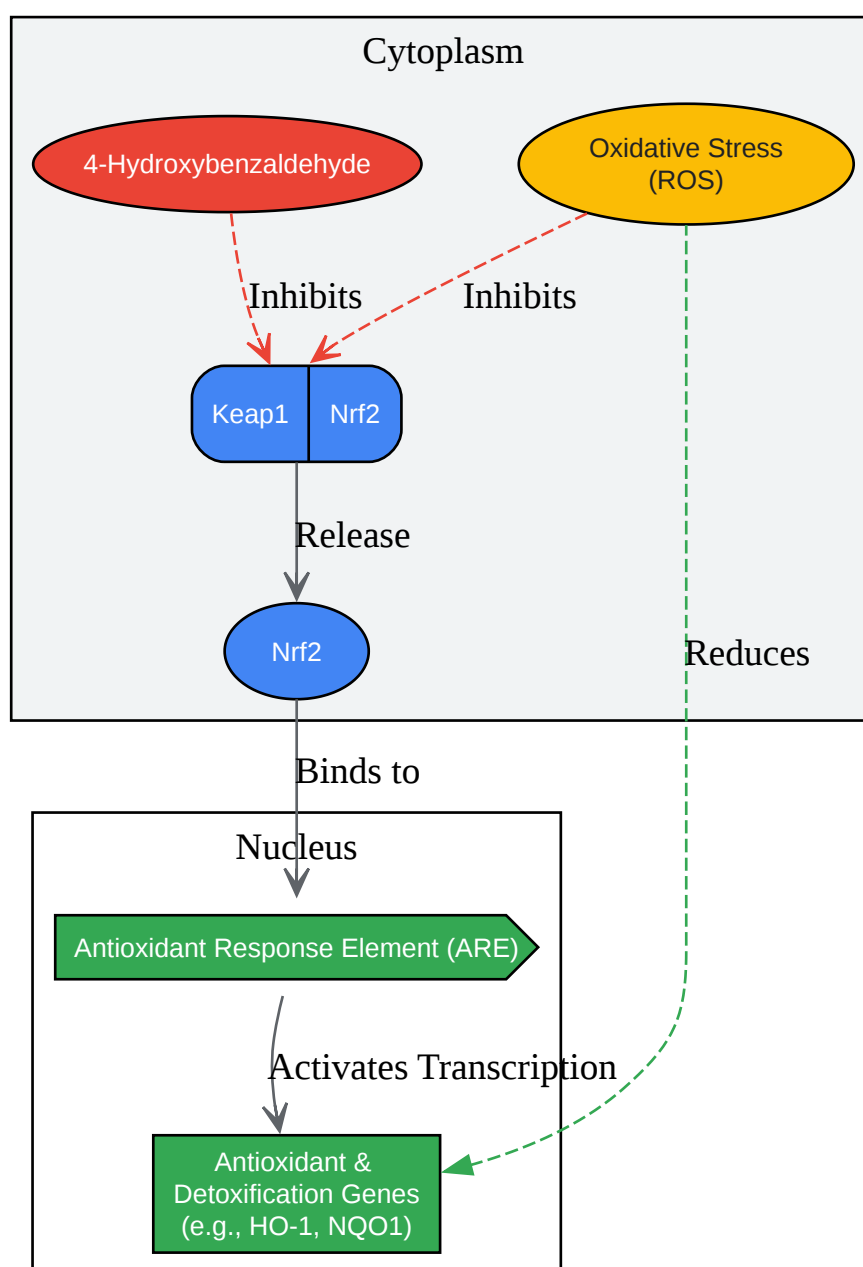 Cytoplasm
4-Hydroxybenzaldehyde
Oxidative Stress
(ROS)
Inhibits
Inhibits
Keap1
Nrf2
Release
Nrf2
Reduces
Binds to
Nucleus
Antioxidant Response Element (ARE)
Activates Transcription
Antioxidant &
Detoxification Genes
(e.g., HO-1, NQO1)